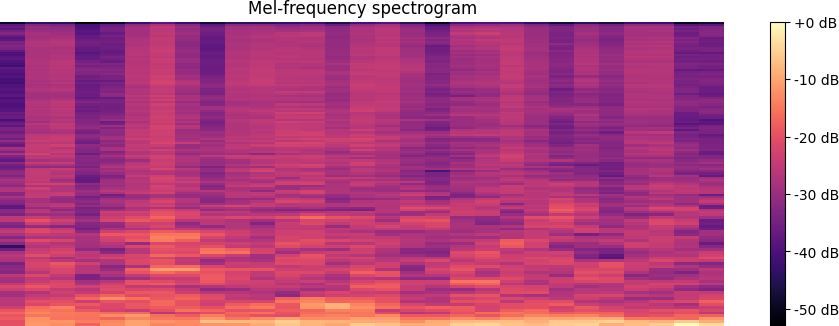 Mel-frequency spectrogram
+0 dB
-10 dB
-20 dB
-30 dB
-40 dB
-50 dB